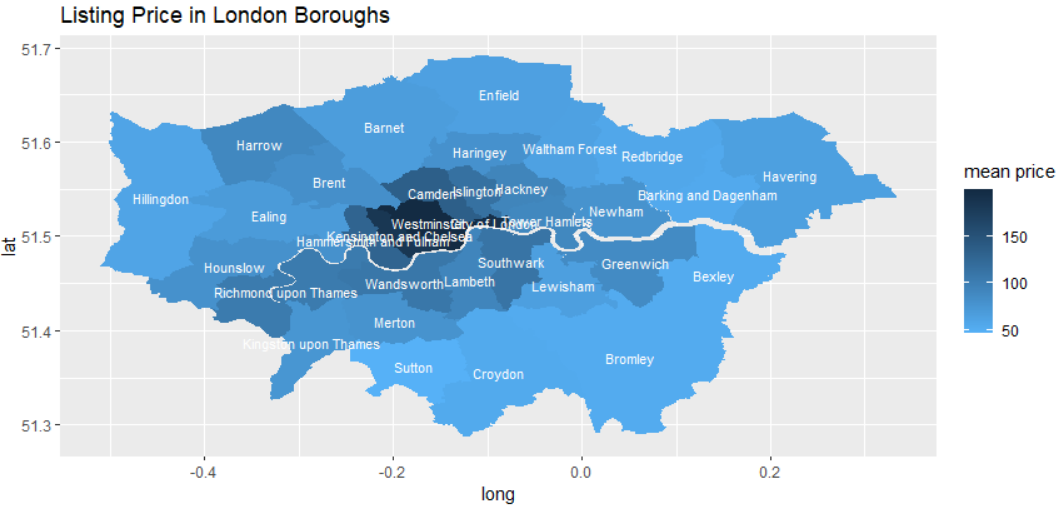 Listing Price in London Boroughs
51.7
51.6
51.5
51.4
51.3
lat
Enfield
Barnet
Harrow
Haringey
Waltham Forest
Redbridge
Havering
Brent
Camden
Islington
Hackney
Barking and Dagenham
Hillingdon
Ealing
Newham
Westminster
City of London
Tower Hamlets
Kensington and Chelsea
Hammersmith and Fulham
Hounslow
Southwark
Greenwich
Bexley
Richmond upon Thames
Wandsworth
Lambeth
Lewisham
Merton
Kingston upon Thames
Sutton
Croydon
Bromley
-0.4
-0.2
0.0
0.2
long
mean price
150
100
50